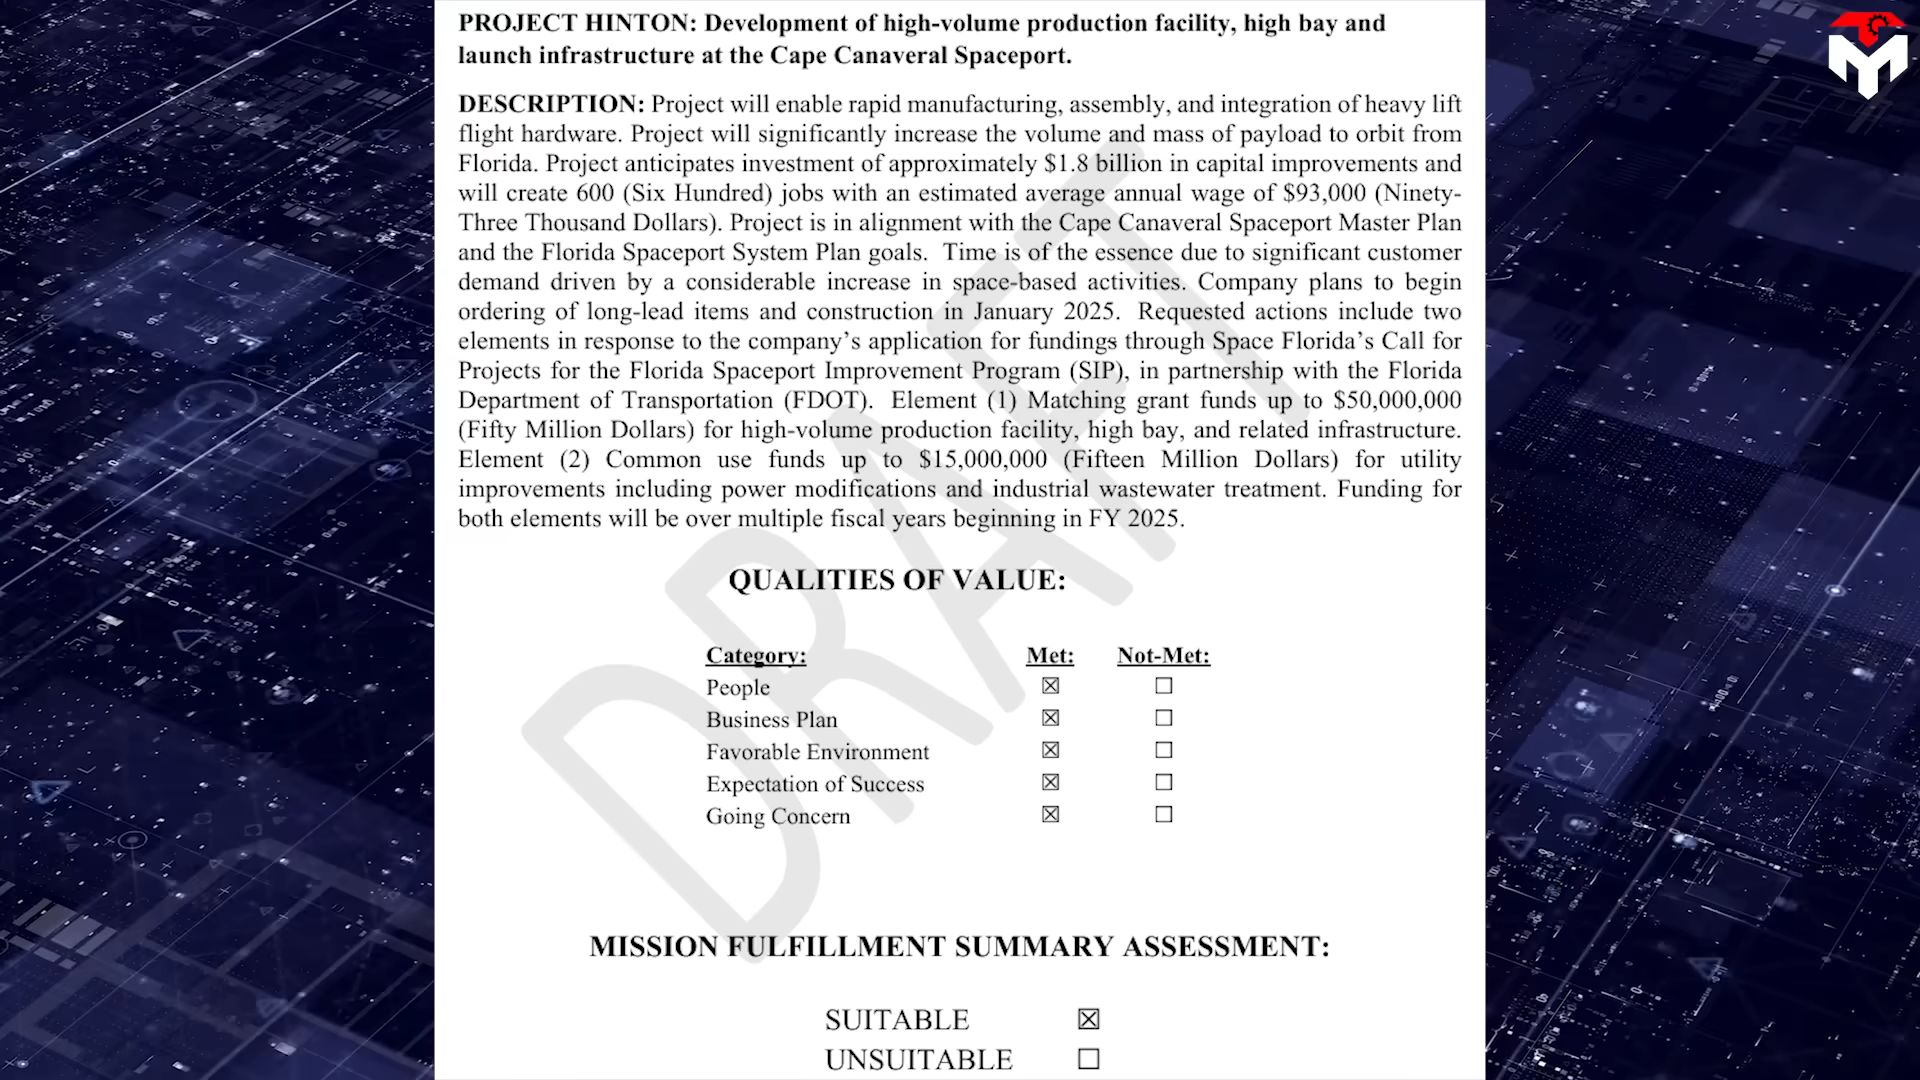 PROJECT HINTON: Development of high-volume production facility, high bay and
launch infrastructure at the Cape Canaveral Spaceport.
DESCRIPTION: Project will enable rapid manufacturing, assembly, and integration of heavy lift
flight hardware. Project will significantly increase the volume and mass of payload to orbit from
Florida. Project anticipates investment of approximately $1.8 billion in capital improvements and
will create 600 (Six Hundred) jobs with an estimated average annual wage of $93,000 (Ninety-
Three Thousand Dollars). Project is in alignment with the Cape Canaveral Spaceport Master Plan
and the Florida Spaceport System Plan goals. Time is of the essence due to significant customer
demand driven by a considerable increase in space-based activities. Company plans to begin
ordering of long-lead items and construction in January 2025. Requested actions include two
elements in response to the company's application for fundings through Space Florida's Call for
Projects for the Florida Spaceport Improvement Program (SIP), in partnership with the Florida
Department of Transportation (FDOT). Element (1) Matching grant funds up to $50,000,000
(Fifty Million Dollars) for high-volume production facility, high bay, and related infrastructure.
Element (2) Common use funds up to $15,000,000 (Fifteen Million Dollars) for utility
improvements including power modifications and industrial wastewater treatment. Funding for
both elements will be over multiple fiscal years beginning in FY 2025.
DRAFT
QUALITIES OF VALUE:
Category: Met: Not-Met:
People ☒ ☐
Business Plan ☒ ☐
Favorable Environment ☒ ☐
Expectation of Success ☒ ☐
Going Concern ☒ ☐
MISSION FULFILLMENT SUMMARY ASSESSMENT:
SUITABLE ☒
UNSUITABLE ☐